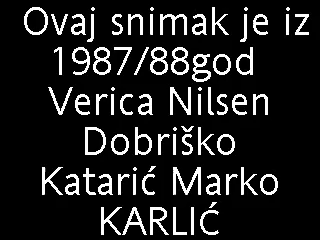 Ovaj snimak je iz
1987/88god
Verica Nilsen
Dobriško
Katarić Marko
KARLIĆ